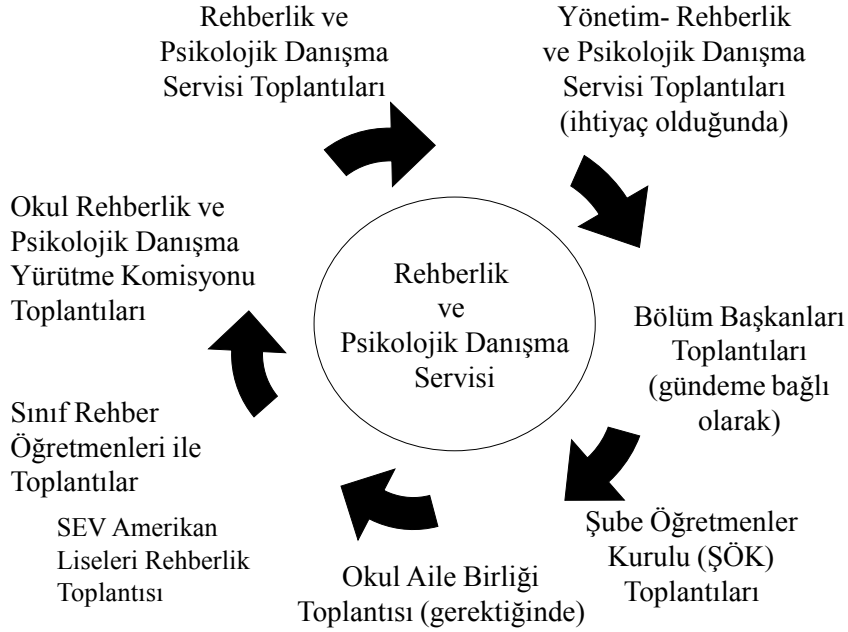 Rehberlik ve
Psikolojik Danışma
Servisi Toplantıları
Yönetim- Rehberlik
ve Psikolojik Danışma
Servisi Toplantıları
(ihtiyaç olduğunda)
Bölüm Başkanları
Toplantıları
(gündeme bağlı
olarak)
Şube Öğretmenler
Kurulu (ŞÖK)
Toplantıları
Okul Aile Birliği
Toplantısı (gerektiğinde)
SEV Amerikan
Liseleri Rehberlik
Toplantısı
Sınıf Rehber
Öğretmenleri ile
Toplantılar
Okul Rehberlik ve
Psikolojik Danışma
Yürütme Komisyonu
Toplantıları
Rehberlik
ve
Psikolojik Danışma
Servisi